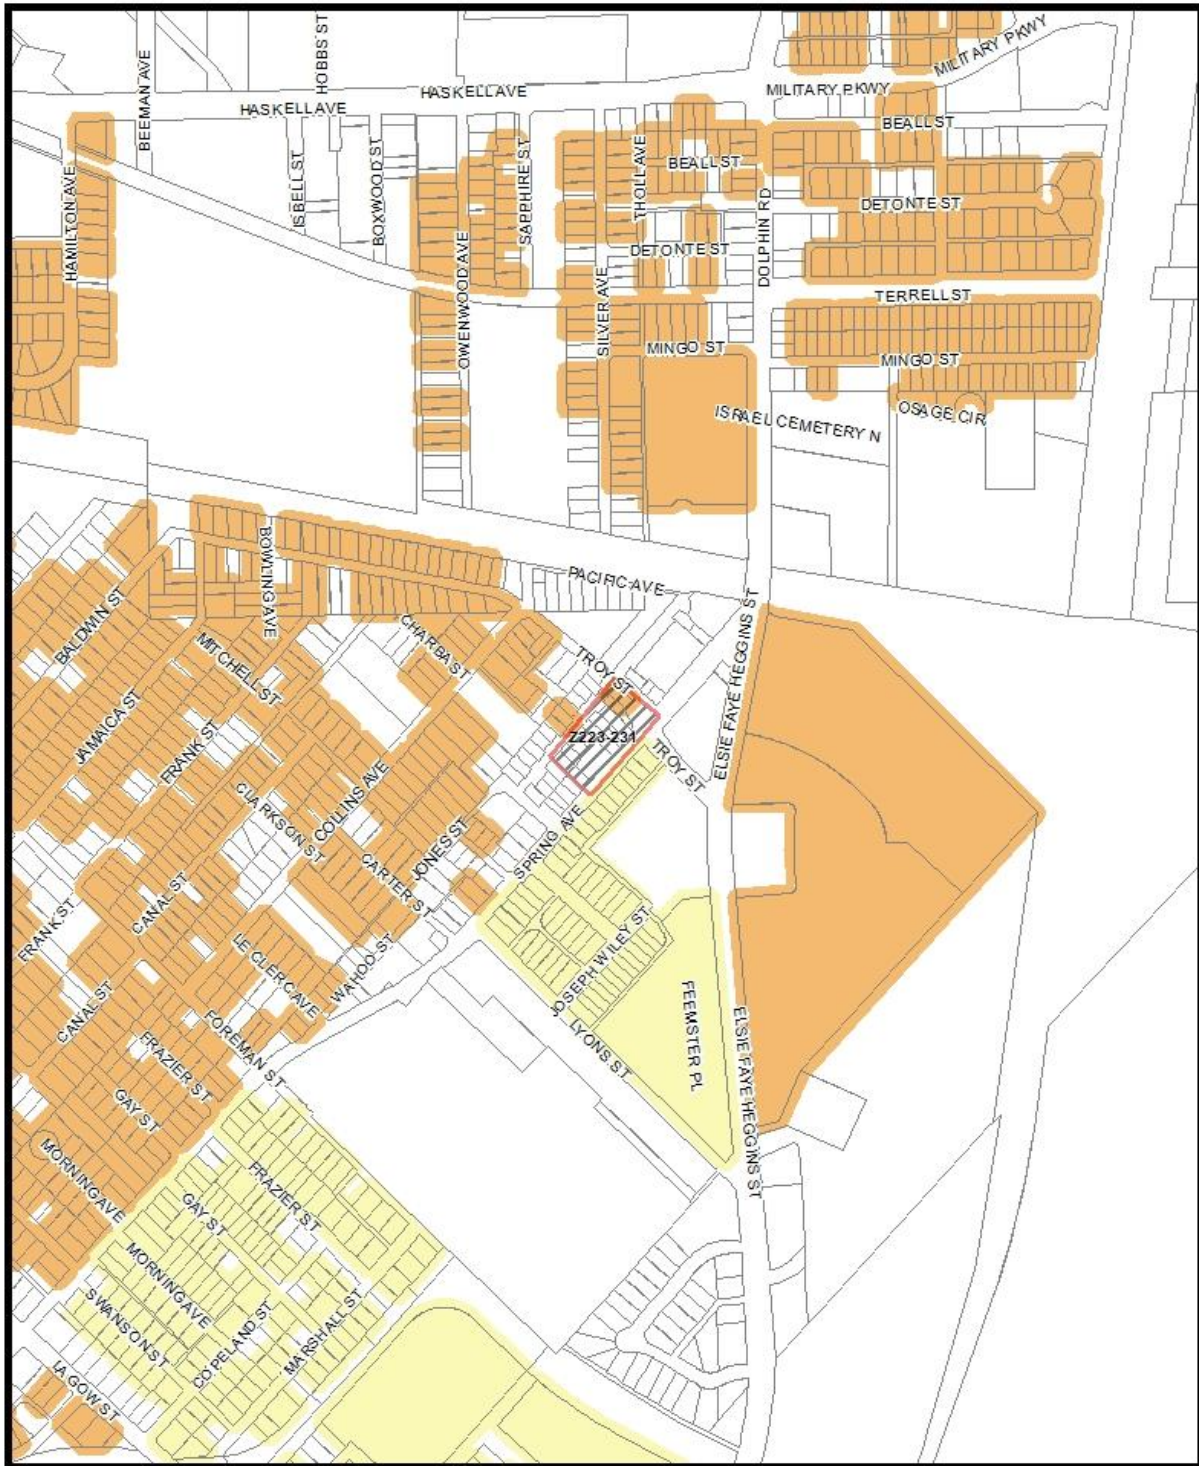 HOBBS ST
MILITARY PKWY
BEEMAN AVE
HASKELL AVE
MILITARY PKWY
HASKELL AVE
BEALL ST
ISBELL ST
BOXWOOD ST
SAPPHIRE ST
THOLL AVE
BEALL ST
HAMILTON AVE
DOLPHIN RD
DETONTE ST
DETONTE ST
OWENWOOD AVE
SILVER AVE
TERRELL ST
MINGO ST
MINGO ST
ISRAEL CEMETERY N
OSAGE CIR
BOWLING AVE
PACIFIC AVE
BALDWIN ST
MITCHELL ST
CHARBA ST
ELSIE FAYE HEGGINS ST
TROY ST
JAMAICA ST
FRANK ST
Z223-231
TROY ST
COLLINS AVE
CLARKSON ST
JONES ST
SPRING AVE
CARTER ST
CANAL ST
FRANK ST
LE CLERC AVE
WAHOO ST
JOSEPH WILEY ST
CANAL ST
FOREMAN ST
FRAZIER ST
LYONS ST
FEEMSTER PL
ELSIE FAYE HEGGINS ST
GAY ST
MORNING AVE
FRAZIER ST
GAY ST
MORNING AVE
SWANSON ST
COPELAND ST
MARSHALL ST
LAGOW ST